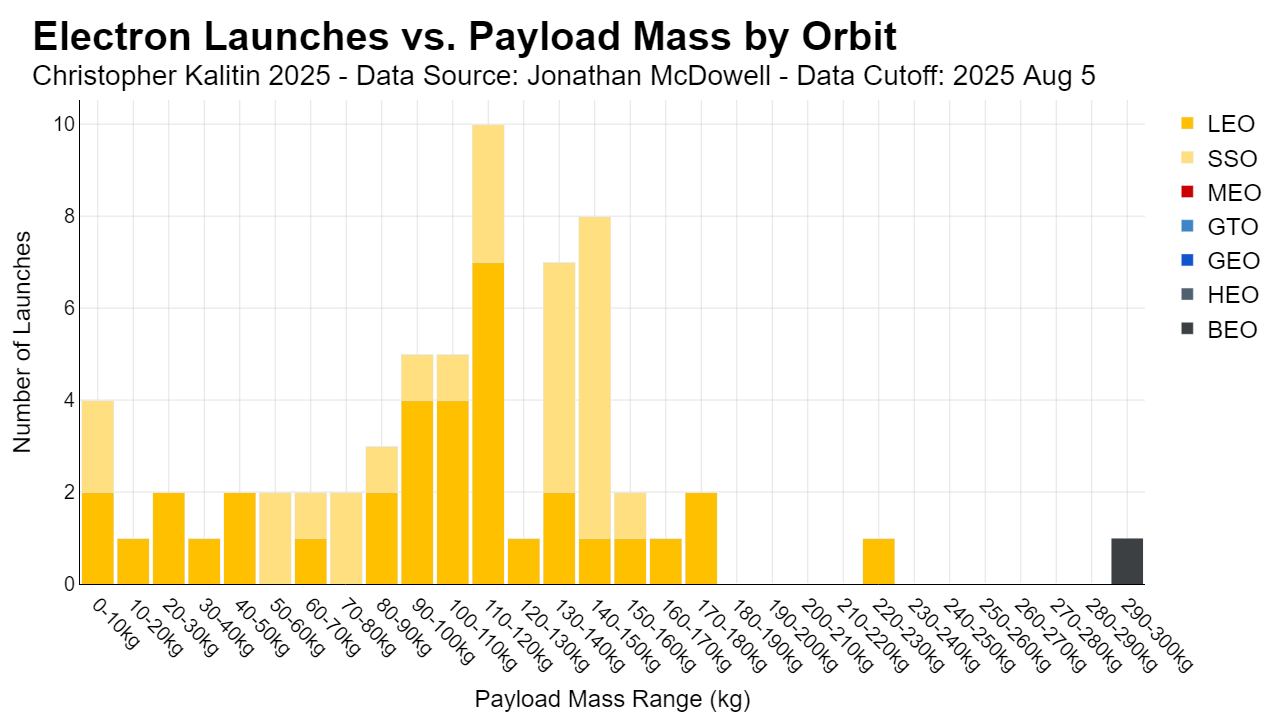 Electron Launches vs. Payload Mass by Orbit
Christopher Kalitin 2025 - Data Source: Jonathan McDowell - Data Cutoff: 2025 Aug 5
Number of Launches
10
8
6
4
2
0
0-10kg
10-20kg
20-30kg
30-40kg
40-50kg
50-60kg
60-70kg
70-80kg
80-90kg
90-100kg
100-110kg
110-120kg
120-130kg
130-140kg
140-150kg
150-160kg
160-170kg
170-180kg
180-190kg
190-200kg
200-210kg
210-220kg
220-230kg
230-240kg
240-250kg
250-260kg
260-270kg
270-280kg
280-290kg
290-300kg
Payload Mass Range (kg)
LEO
SSO
MEO
GTO
GEO
HEO
BEO